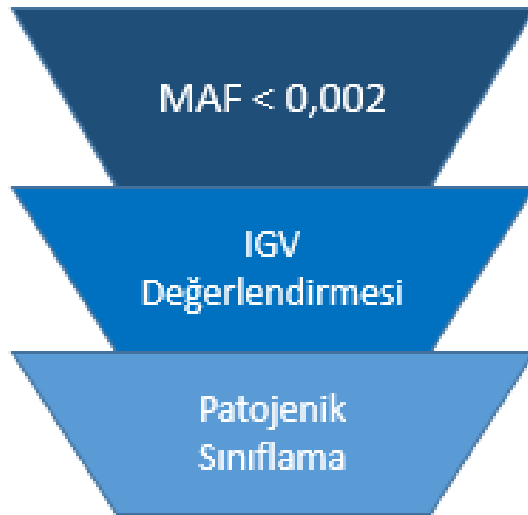 MAF < 0,002
IGV
Değerlendirmesi
Patojenik
Sınıflama